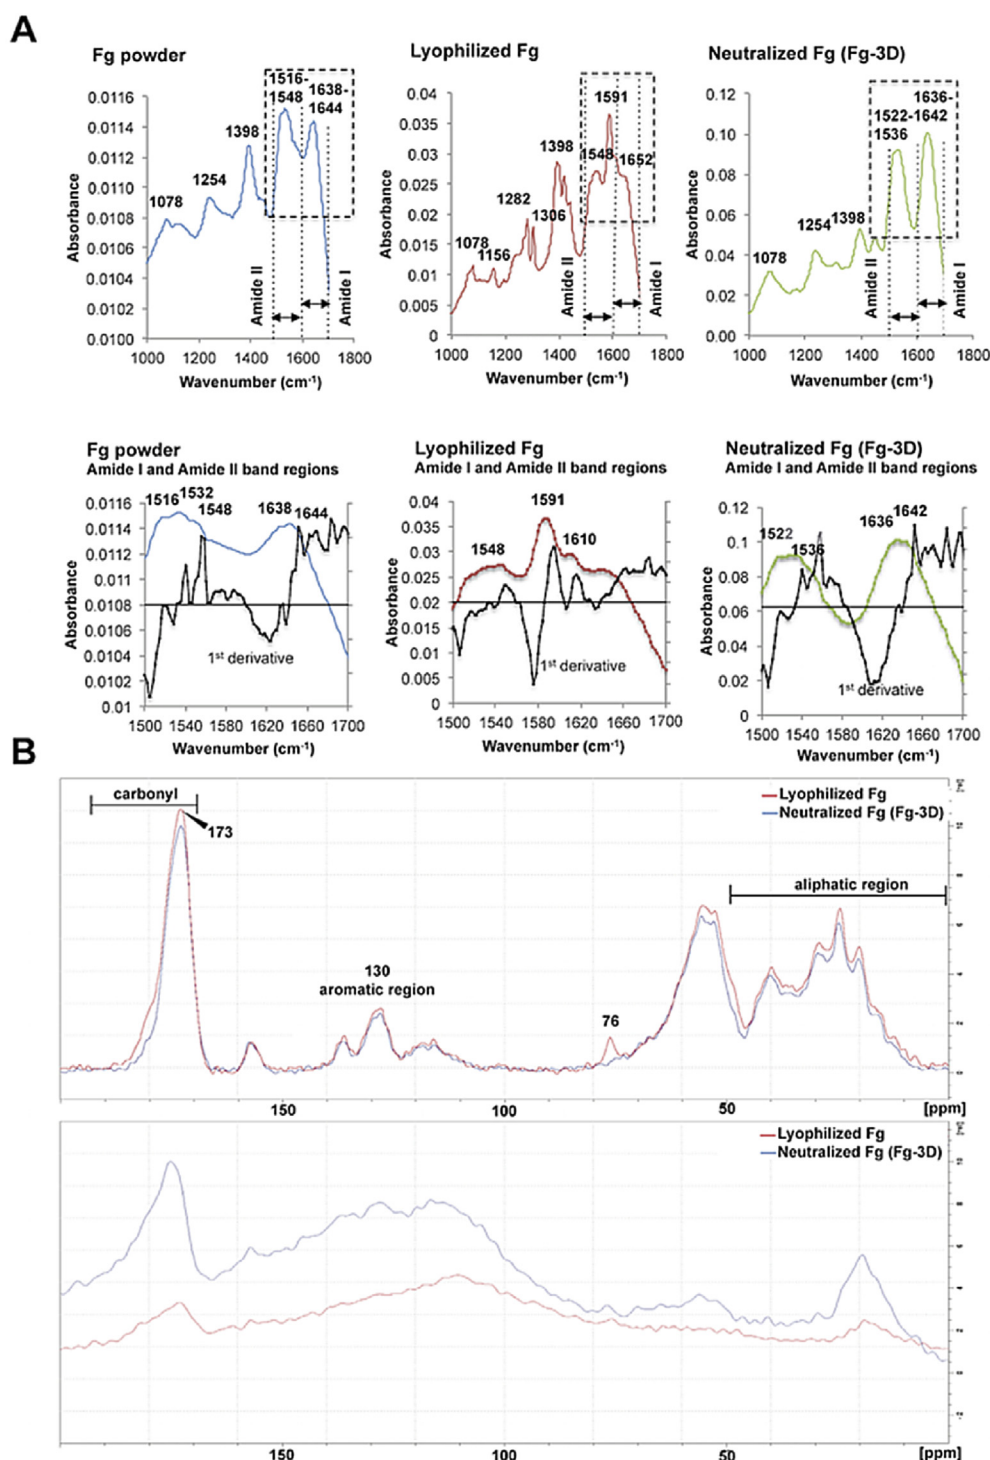 A
Fg powder
1516-
1548
1638-
1644
1398
1254
1078
0.0116
0.0114
0.0112
0.0110
0.0108
0.0106
0.0104
0.0102
0.0100
Absorbance
Amide II
Amide I
1000 1200 1400 1600 1800
Wavenumber (cm-1)
Lyophilized Fg
1591
1398
1548
1652
1282
1306
1078
1156
0.04
0.035
0.03
0.025
0.02
0.015
0.01
0.005
0
Absorbance
Amide II
Amide I
1000 1200 1400 1600 1800
Wavenumber (cm-1)
Neutralized Fg (Fg-3D)
1636-
1642
1522-
1536
1254
1398
1078
0.12
0.10
0.08
0.06
0.04
0.02
0.00
Absorbance
Amide II
Amide I
1000 1200 1400 1600 1800
Wavenumber (cm-1)
Fg powder
Amide I and Amide II band regions
1516 1532
1548
1638
1644
0.0116
0.0114
0.0112
0.011
0.0108
0.0106
0.0104
0.0102
0.01
Absorbance
1st derivative
1500 1540 1580 1620 1660 1700
Wavenumber (cm-1)
Lyophilized Fg
Amide I and Amide II band regions
1591
1548
1610
0.04
0.035
0.03
0.025
0.02
0.015
0.01
0.005
0
Absorbance
1st derivative
1500 1540 1580 1620 1660 1700
Wavenumber (cm-1)
Neutralized Fg (Fg-3D)
Amide I and Amide II band regions
1522
1536
1636
1642
0.12
0.1
0.08
0.06
0.04
0.02
0
Absorbance
1st derivative
1500 1540 1580 1620 1660 1700
Wavenumber (cm-1)
B
carbonyl
173
130
aromatic region
76
aliphatic region
Lyophilized Fg
Neutralized Fg (Fg-3D)
150 100 50 [ppm]
Lyophilized Fg
Neutralized Fg (Fg-3D)
150 100 50 [ppm]